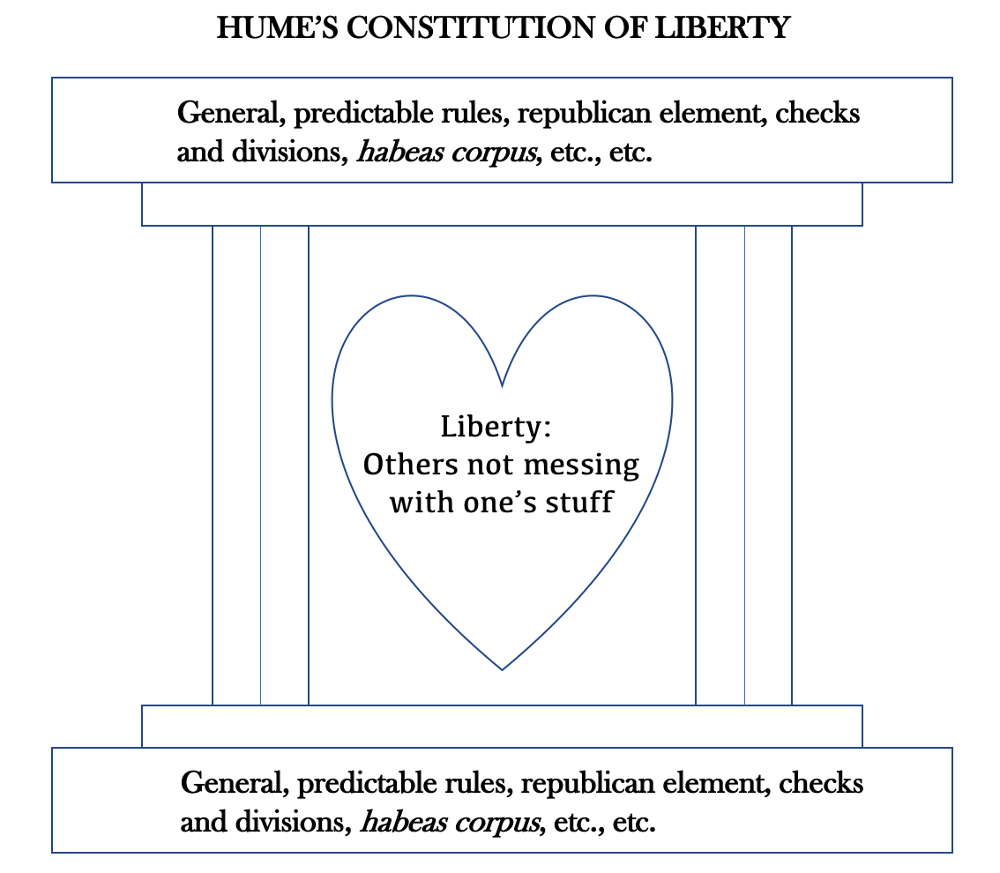 HUME’S CONSTITUTION OF LIBERTY
General, predictable rules, republican element, checks
and divisions, habeas corpus, etc., etc.
Liberty:
Others not messing
with one’s stuff
General, predictable rules, republican element, checks
and divisions, habeas corpus, etc., etc.